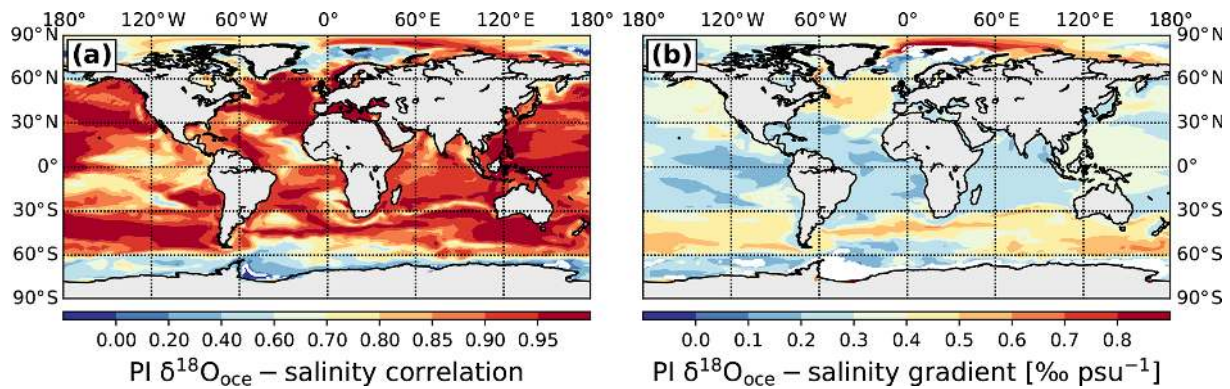 180° 120°W 60°W 0° 60°E 120°E 180° 180° 120°W 60°W 0° 60°E 120°E 180°
90°N (a) (b) 90°N
60°N 60°N
30°N 30°N
0° 0°
30°S 30°S
60°S 60°S
90°S 90°S
0.00 0.20 0.40 0.60 0.70 0.80 0.85 0.90 0.95 0.0 0.1 0.2 0.3 0.4 0.5 0.6 0.7 0.8
PI δ¹⁸Oₒcₑ – salinity correlation PI δ¹⁸Oₒcₑ – salinity gradient [‰ psu⁻¹]